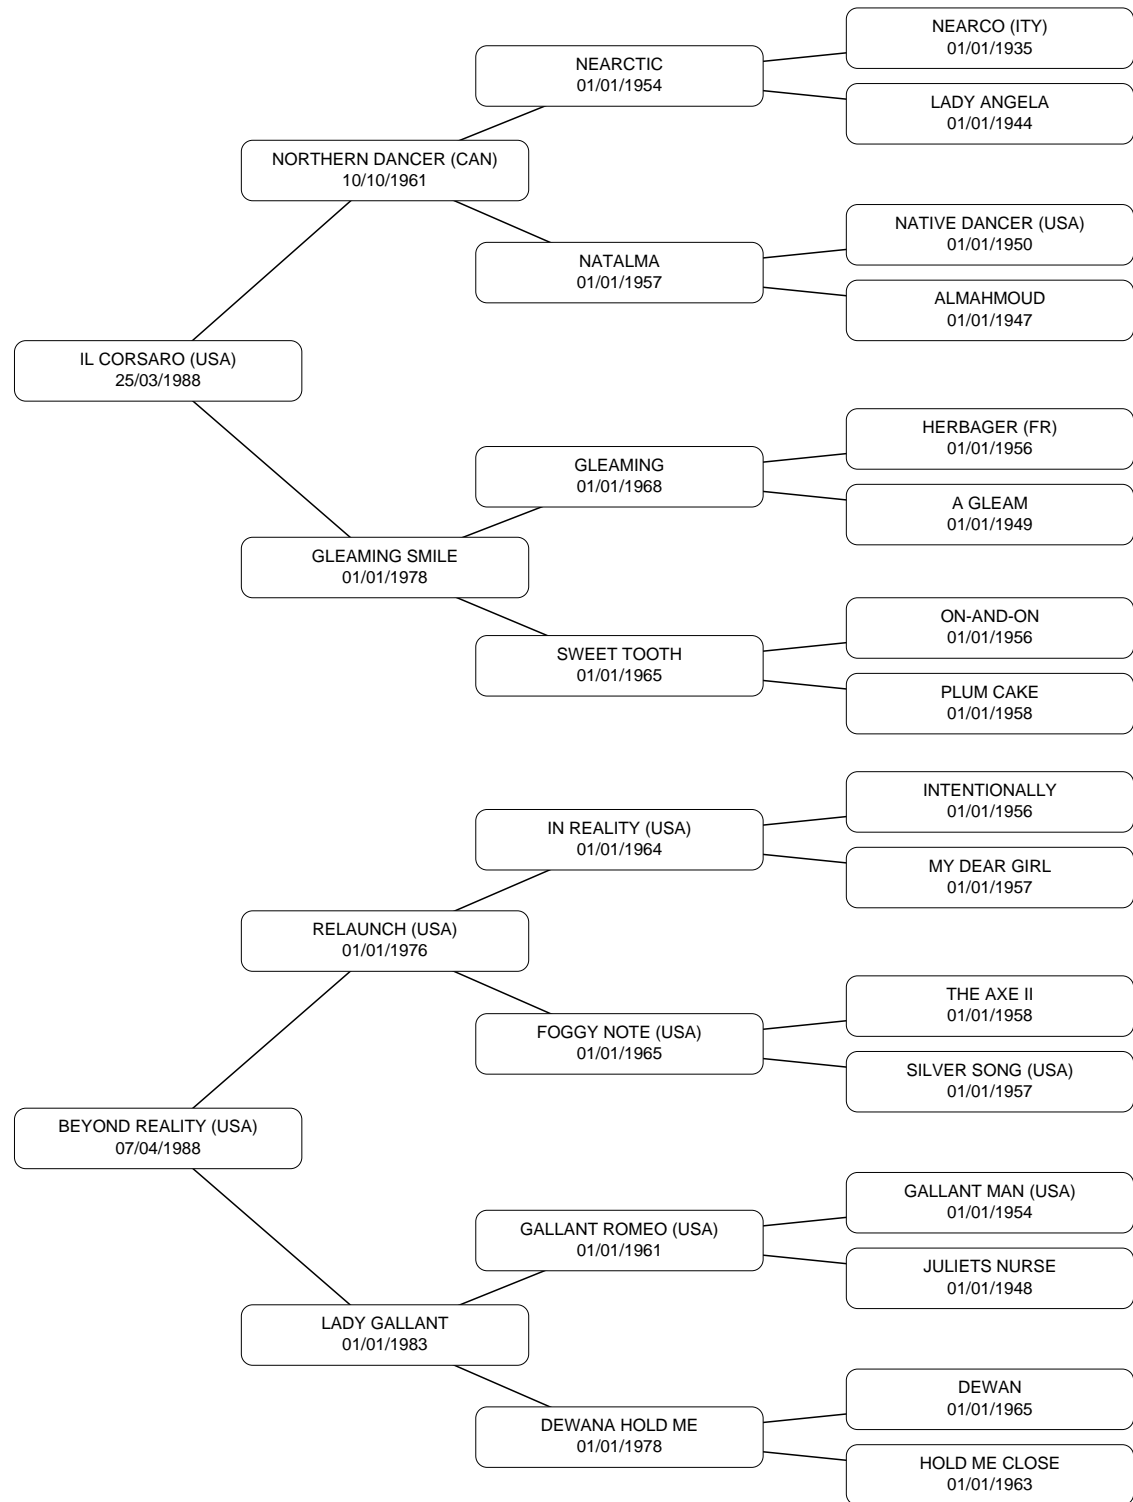 NEARCO (ITY)
01/01/1935
NEARCTIC
01/01/1954
LADY ANGELA
01/01/1944
NORTHERN DANCER (CAN)
10/10/1961
NATIVE DANCER (USA)
01/01/1950
NATALMA
01/01/1957
ALMAHMOUD
01/01/1947
IL CORSARO (USA)
25/03/1988
HERBAGER (FR)
01/01/1956
GLEAMING
01/01/1968
A GLEAM
01/01/1949
GLEAMING SMILE
01/01/1978
ON-AND-ON
01/01/1956
SWEET TOOTH
01/01/1965
PLUM CAKE
01/01/1958
INTENTIONALLY
01/01/1956
IN REALITY (USA)
01/01/1964
MY DEAR GIRL
01/01/1957
RELAUNCH (USA)
01/01/1976
THE AXE II
01/01/1958
FOGGY NOTE (USA)
01/01/1965
SILVER SONG (USA)
01/01/1957
BEYOND REALITY (USA)
07/04/1988
GALLANT MAN (USA)
01/01/1954
GALLANT ROMEO (USA)
01/01/1961
JULIETS NURSE
01/01/1948
LADY GALLANT
01/01/1983
DEWAN
01/01/1965
DEWANA HOLD ME
01/01/1978
HOLD ME CLOSE
01/01/1963